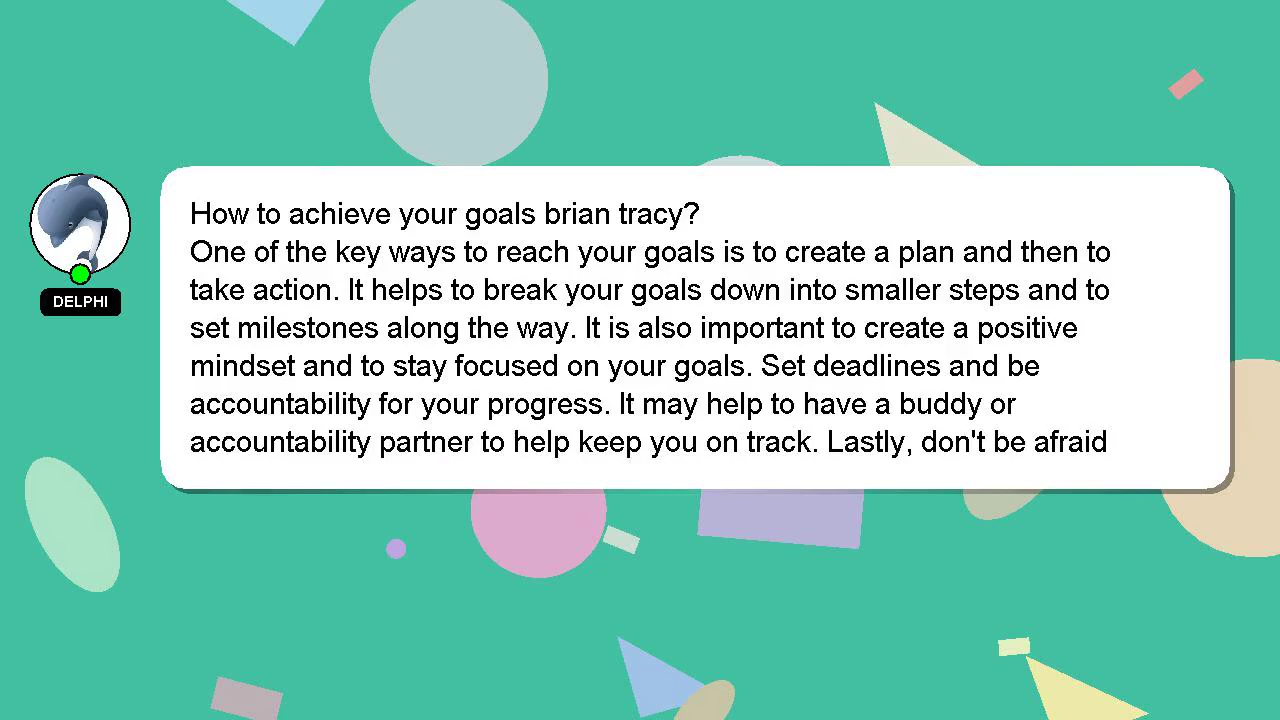 How to achieve your goals brian tracy?
One of the key ways to reach your goals is to create a plan and then to
take action. It helps to break your goals down into smaller steps and to
set milestones along the way. It is also important to create a positive
mindset and to stay focused on your goals. Set deadlines and be
accountability for your progress. It may help to have a buddy or
accountability partner to help keep you on track. Lastly, don't be afraid
DELPHI